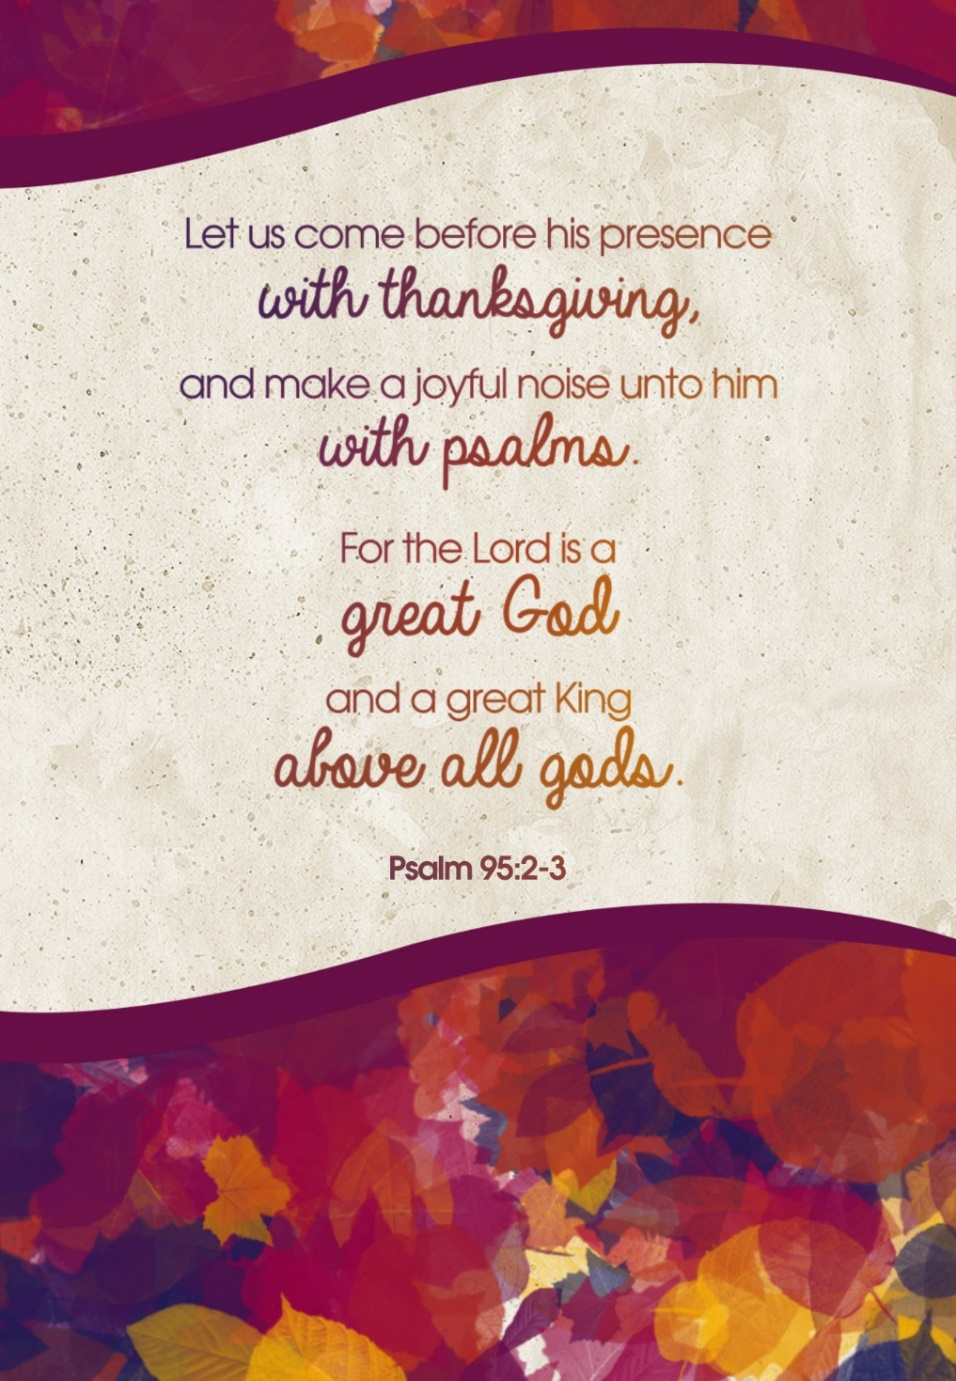 Let us come before his presence
with thanksgiving,
and make a joyful noise unto him
with psalms.
For the Lord is a
great God
and a great King
above all gods.
Psalm 95:2-3